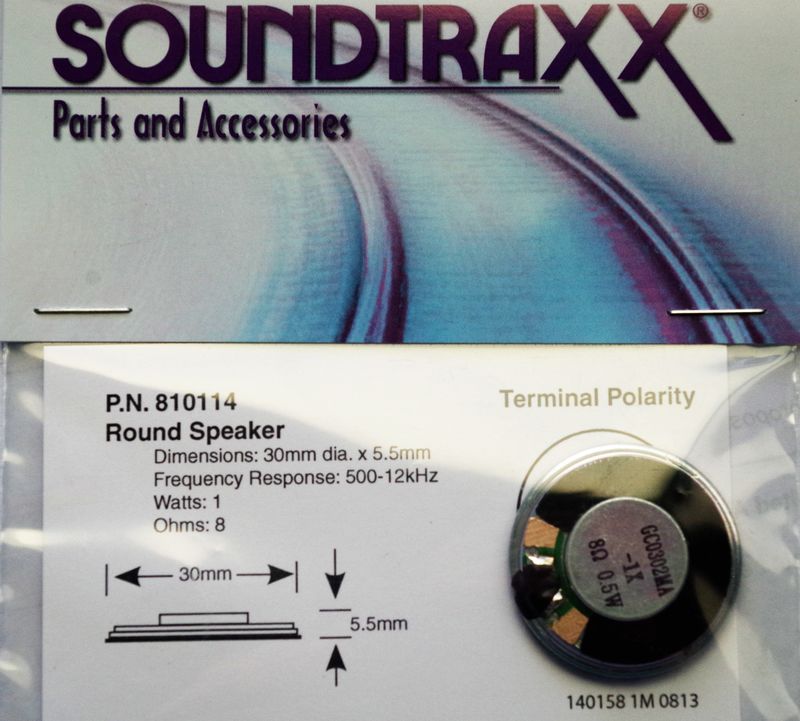 SOUNDTRAXX®
Parts and Accessories
P.N. 810114
Round Speaker
Dimensions: 30mm dia. x 5.5mm
Frequency Response: 500-12kHz
Watts: 1
Ohms: 8
30mm
5.5mm
Terminal Polarity
GC0302MA
-1X
8Ω 0.5W
140158 1M 0813